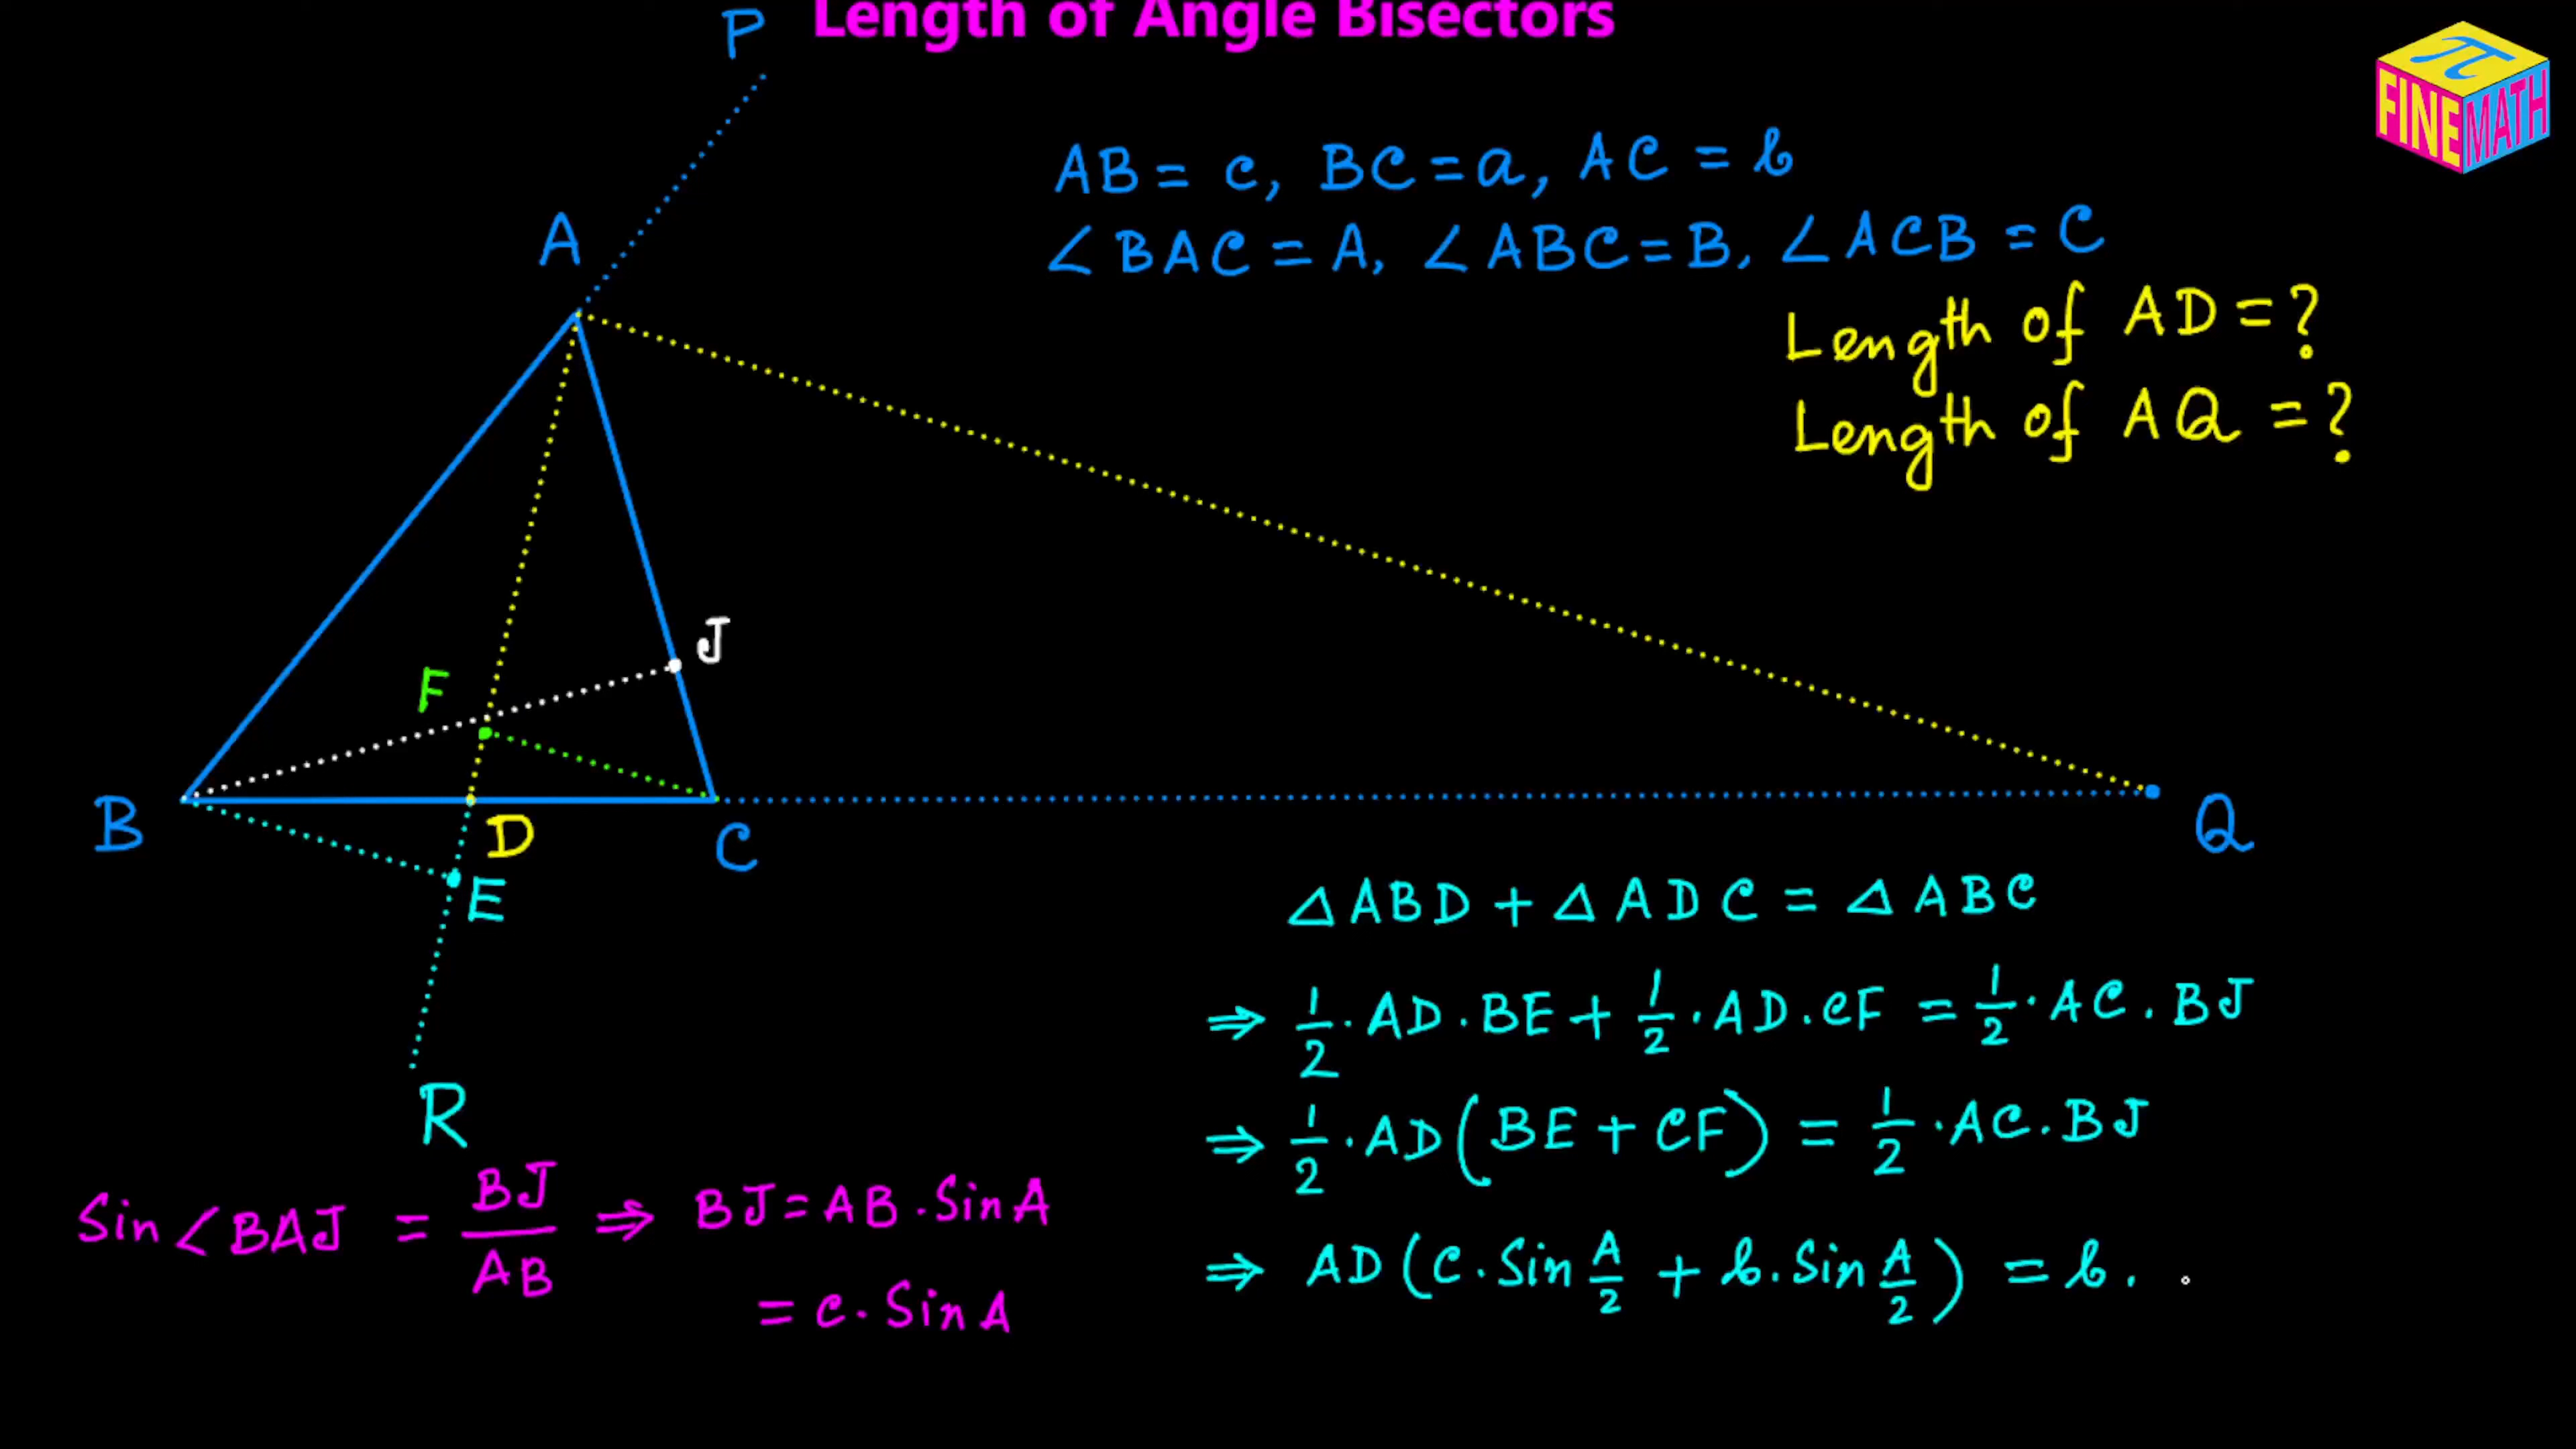 Length of Angle Bisectors
π
FINE MATH
P
AB = c, BC = a, AC = b
∠BAC = A, ∠ABC = B, ∠ACB = C
A
Length of AD = ?
Length of AQ = ?
J
F
B
D
C
Q
E
R
△ABD + △ADC = △ABC
⇒ 1/2 · AD · BE + 1/2 · AD · CF = 1/2 · AC · BJ
⇒ 1/2 · AD (BE + CF) = 1/2 · AC · BJ
⇒ AD (c · Sin A/2 + b · Sin A/2) = b ·
Sin ∠BAJ = BJ/AB ⇒ BJ = AB · Sin A
= c · Sin A